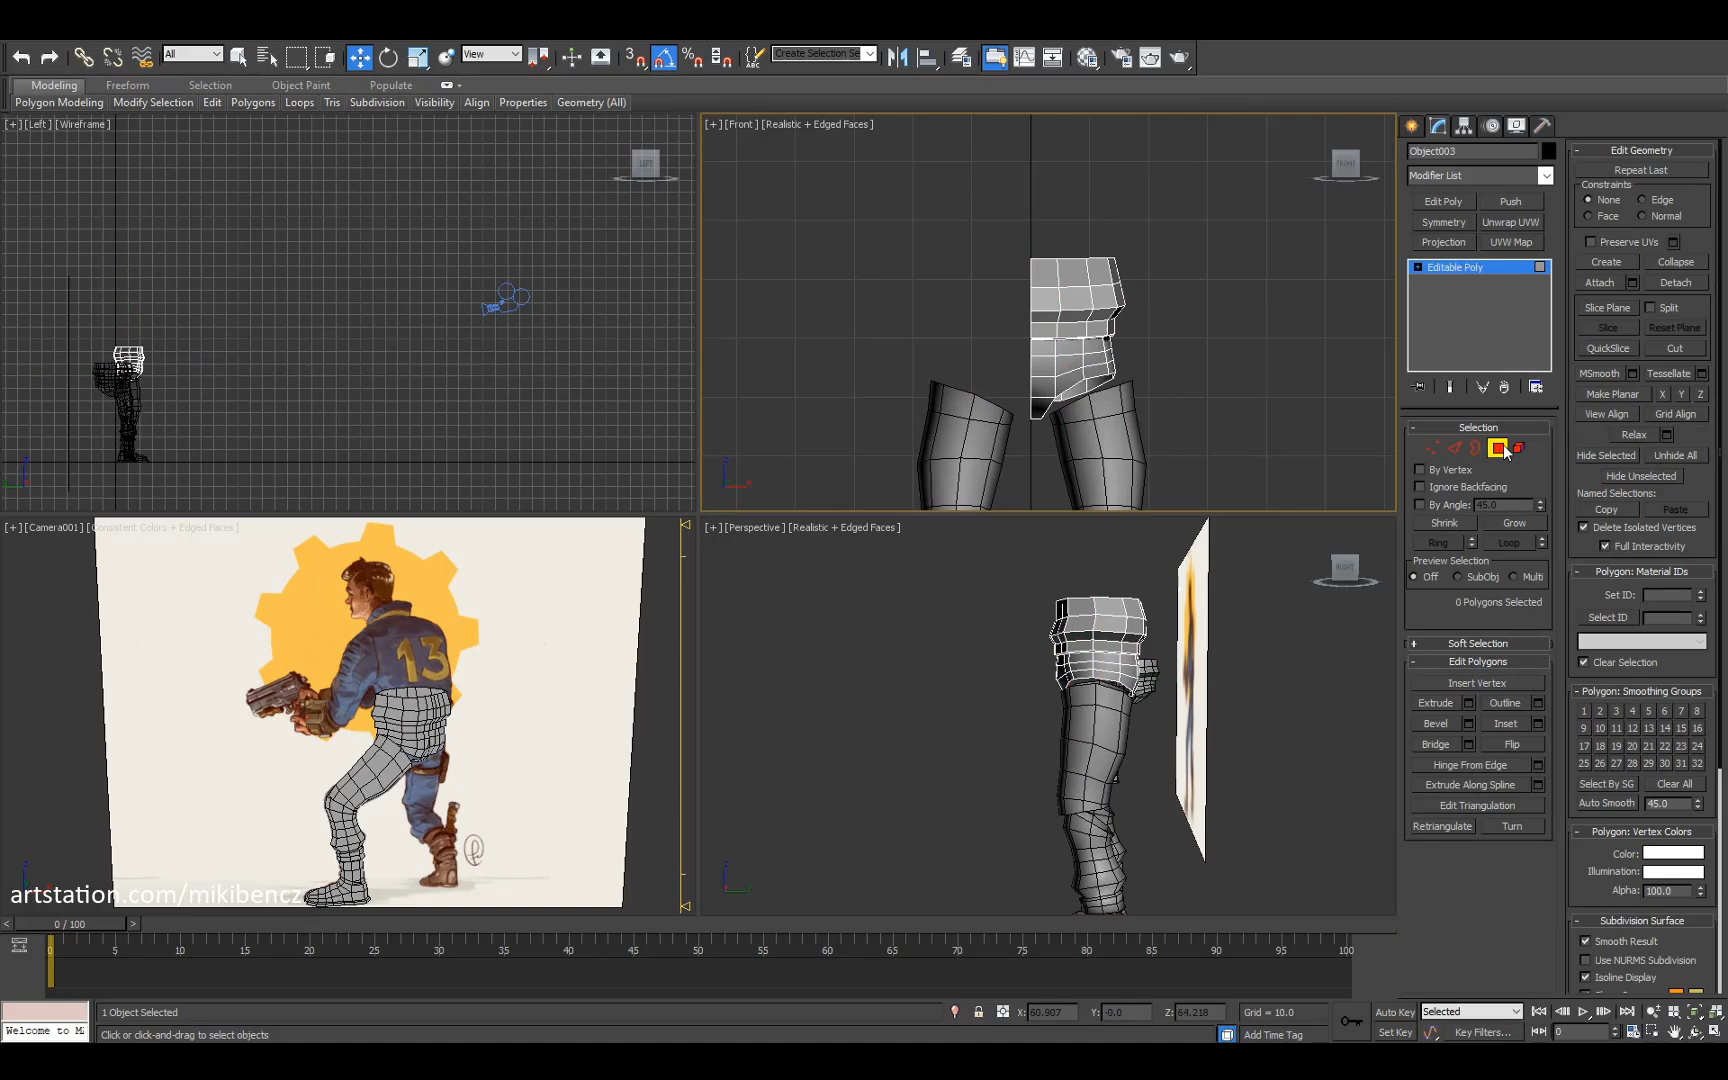 All
View
Create Selection Se
Modeling
Freeform
Selection
Object Paint
Populate
Polygon Modeling
Modify Selection
Edit
Polygons
Loops
Tris
Subdivision
Visibility
Align
Properties
Geometry (All)
[+] [Left] [Wireframe]
LEFT
[+] [Front] [Realistic + Edged Faces]
FRONT
[+] [Camera001] [Consistent Colors + Edged Faces]
13
artstation.com/mikibencz
[+] [Perspective] [Realistic + Edged Faces]
RIGHT
Object003
Modifier List
Edit Poly
Push
Symmetry
Unwrap UVW
Projection
UVW Map
Editable Poly
Selection
By Vertex
Ignore Backfacing
By Angle: 45.0
Shrink
Grow
Ring
Loop
Preview Selection
Off
SubObj
Multi
0 Polygons Selected
Soft Selection
Edit Polygons
Insert Vertex
Extrude
Outline
Bevel
Inset
Bridge
Flip
Hinge From Edge
Extrude Along Spline
Edit Triangulation
Retriangulate
Turn
Edit Geometry
Repeat Last
Constraints
None
Edge
Face
Normal
Preserve UVs
Create
Collapse
Attach
Detach
Slice Plane
Split
Slice
Reset Plane
QuickSlice
Cut
MSmooth
Tessellate
Make Planar
X
Y
Z
View Align
Grid Align
Relax
Hide Selected
Unhide All
Hide Unselected
Named Selections:
Copy
Paste
Delete Isolated Vertices
Full Interactivity
Polygon: Material IDs
Set ID:
Select ID
Clear Selection
Polygon: Smoothing Groups
1 2 3 4 5 6 7 8
9 10 11 12 13 14 15 16
17 18 19 20 21 22 23 24
25 26 27 28 29 30 31 32
Select By SG
Clear All
Auto Smooth
45.0
Polygon: Vertex Colors
Color:
Illumination:
Alpha: 100.0
Subdivision Surface
Smooth Result
Use NURMS Subdivision
Isoline Display
0 / 100
0 5 10 15 20 25 30 35 40 45 50 55 60 65 70 75 80 85 90 95 100
1 Object Selected
X: 60.907
Y: -0.0
Z: 64.218
Grid = 10.0
Auto Key
Selected
Welcome to M
Click or click-and-drag to select objects
Add Time Tag
Set Key
Key Filters...
0